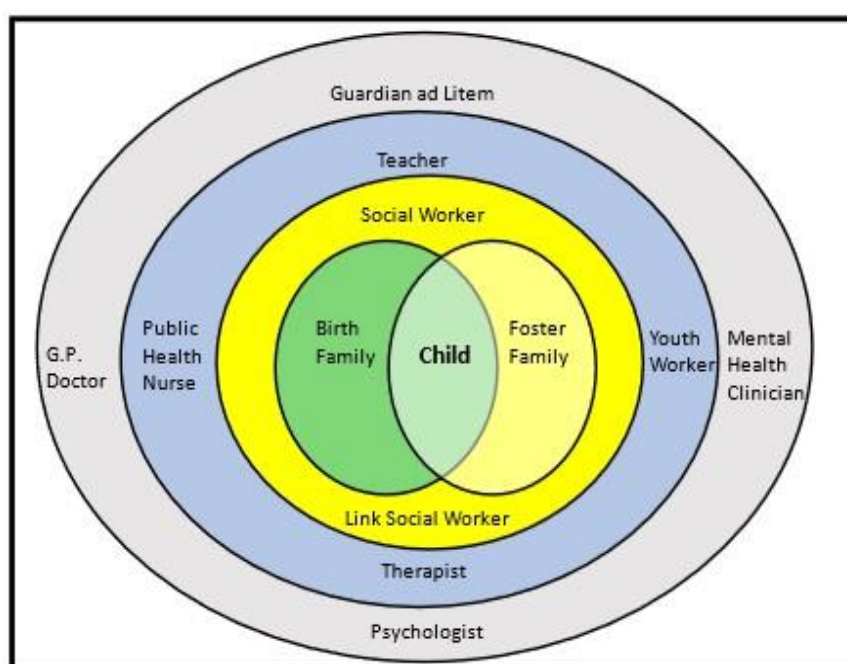 Guardian ad Litem
Teacher
Social Worker
G.P.
Doctor
Public
Health
Nurse
Birth
Family
Child
Foster
Family
Youth
Worker
Mental
Health
Clinician
Link Social Worker
Therapist
Psychologist